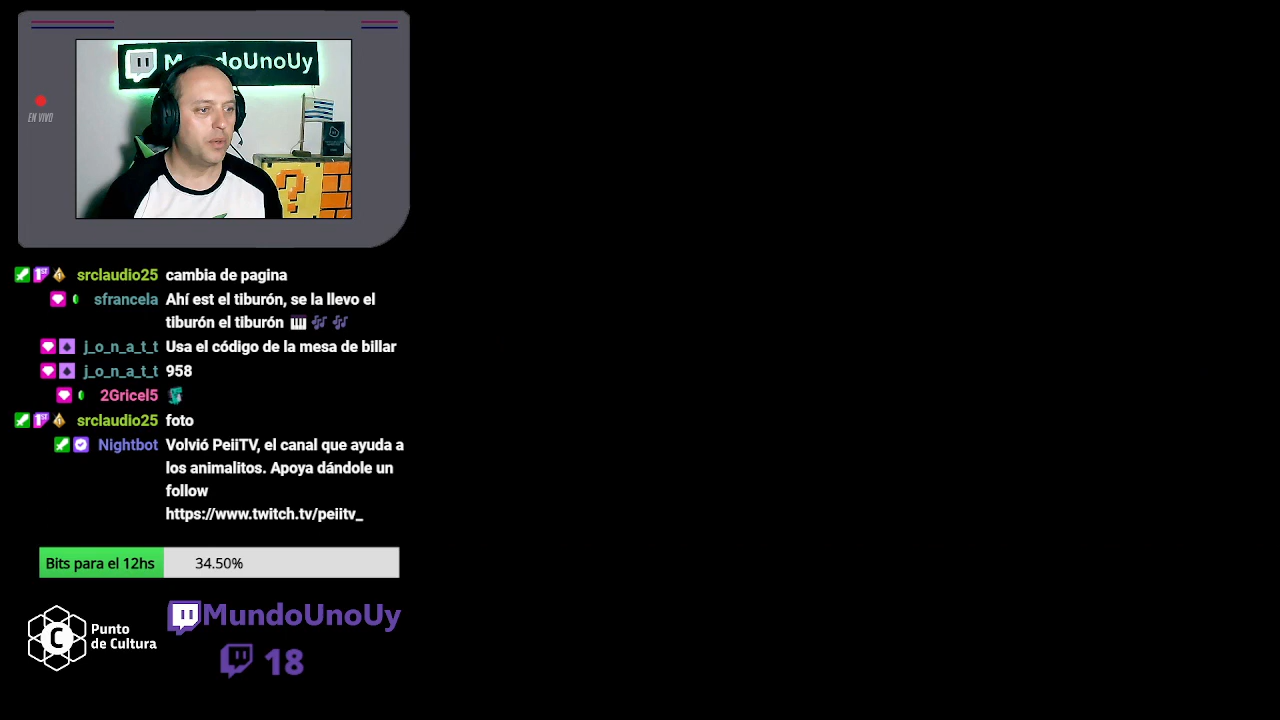 MundoUnoUy
EN VIVO
srclaudio25 cambia de pagina
sfrancela Ahí est el tiburón, se la llevo el
tiburón el tiburón
j_o_n_a_t_t Usa el código de la mesa de billar
j_o_n_a_t_t 958
2Gricel5
srclaudio25 foto
Nightbot Volvió PeiiTV, el canal que ayuda a
los animalitos. Apoya dándole un
follow
https://www.twitch.tv/peiitv_
Bits para el 12hs 34.50%
MundoUnoUy
C Punto
de Cultura
18